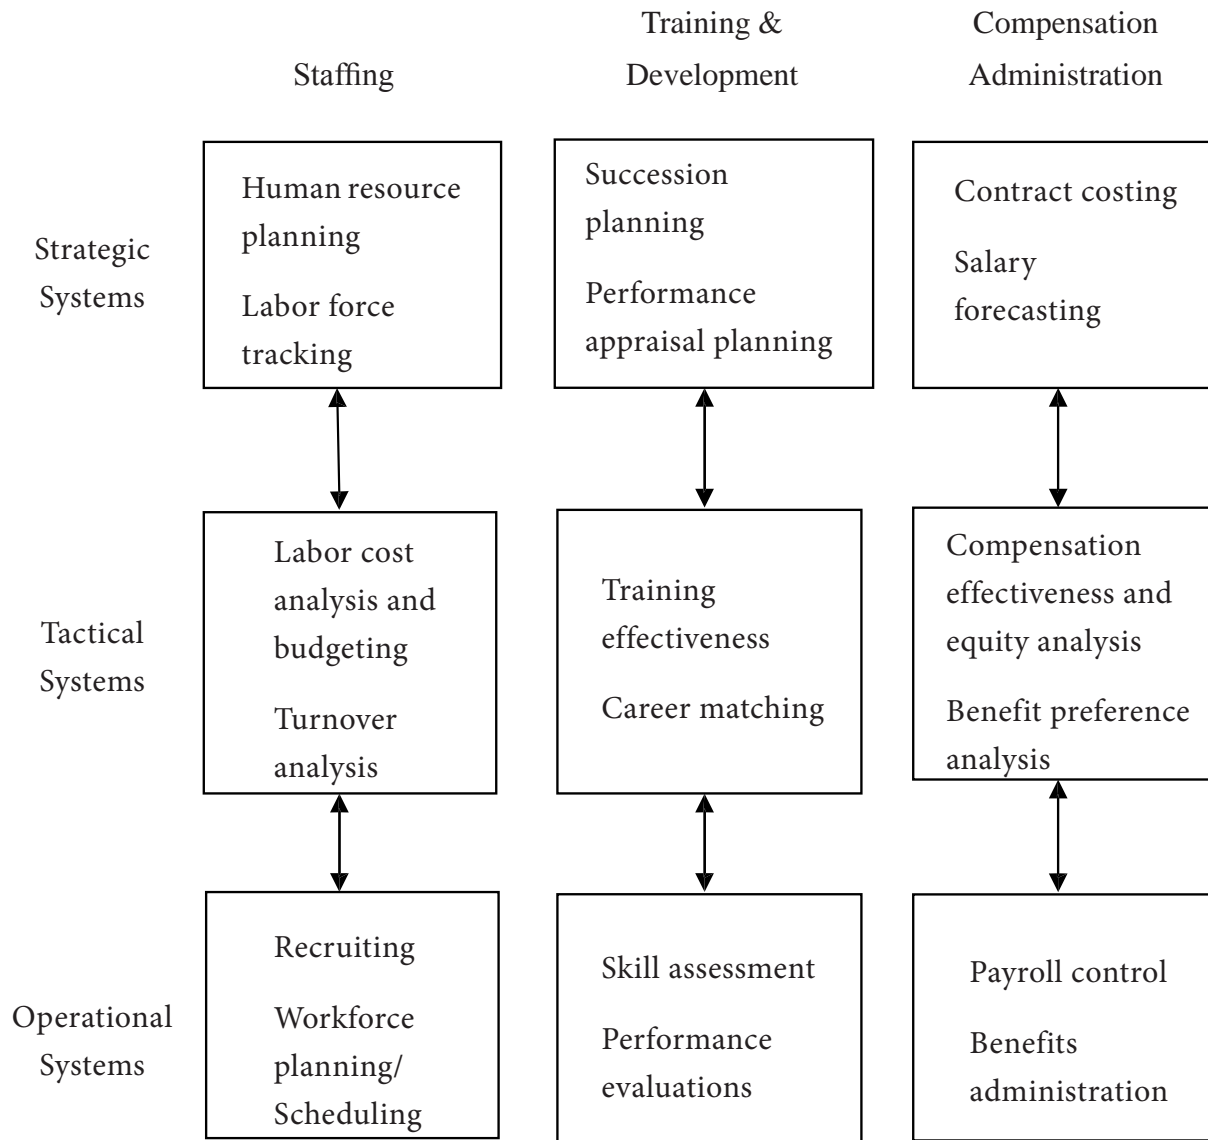 Staffing
Training &
Development
Compensation
Administration
Strategic
Systems
Human resource
planning
Labor force
tracking
Succession
planning
Performance
appraisal planning
Contract costing
Salary
forecasting
Tactical
Systems
Labor cost
analysis and
budgeting
Turnover
analysis
Training
effectiveness
Career matching
Compensation
effectiveness and
equity analysis
Benefit preference
analysis
Operational
Systems
Recruiting
Workforce
planning/
Scheduling
Skill assessment
Performance
evaluations
Payroll control
Benefits
administration